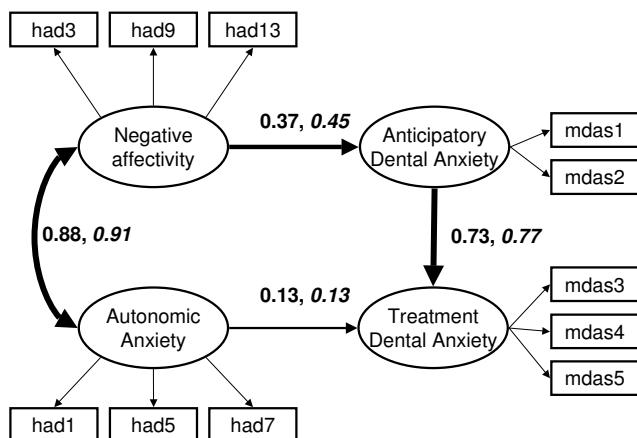 had3
had9
had13
Negative
affectivity
0.37, 0.45
Anticipatory
Dental Anxiety
mdas1
mdas2
0.88, 0.91
0.73, 0.77
Autonomic
Anxiety
0.13, 0.13
Treatment
Dental Anxiety
mdas3
mdas4
mdas5
had1
had5
had7